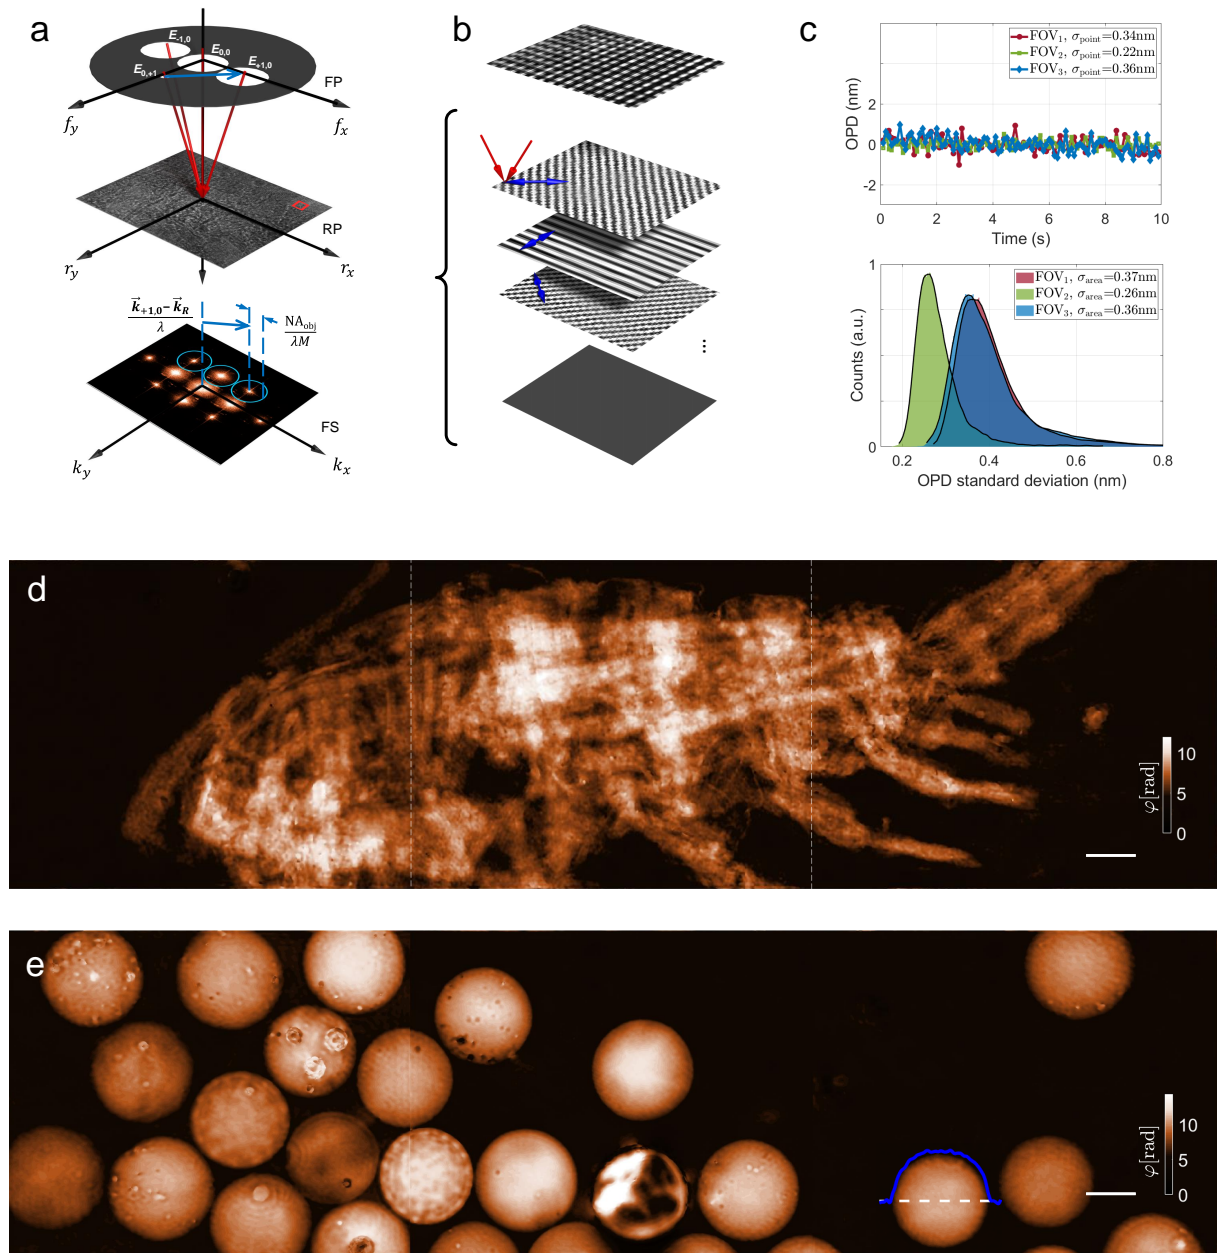 a
E-1,0
E0,0
E0,+1
E+1,0
FP
fy
fx
RP
ry
rx
k⃗+1,0 − k⃗R
λ
NAobj
λM
FS
ky
kx
b
⋮
c
FOV1, σpoint=0.34nm
FOV2, σpoint=0.22nm
FOV3, σpoint=0.36nm
OPD (nm)
2
0
-2
0 2 4 6 8 10
Time (s)
FOV1, σarea=0.37nm
FOV2, σarea=0.26nm
FOV3, σarea=0.36nm
Counts (a.u.)
1
0
0.2 0.4 0.6 0.8
OPD standard deviation (nm)
d
φ[rad]
10
5
0
e
φ[rad]
10
5
0